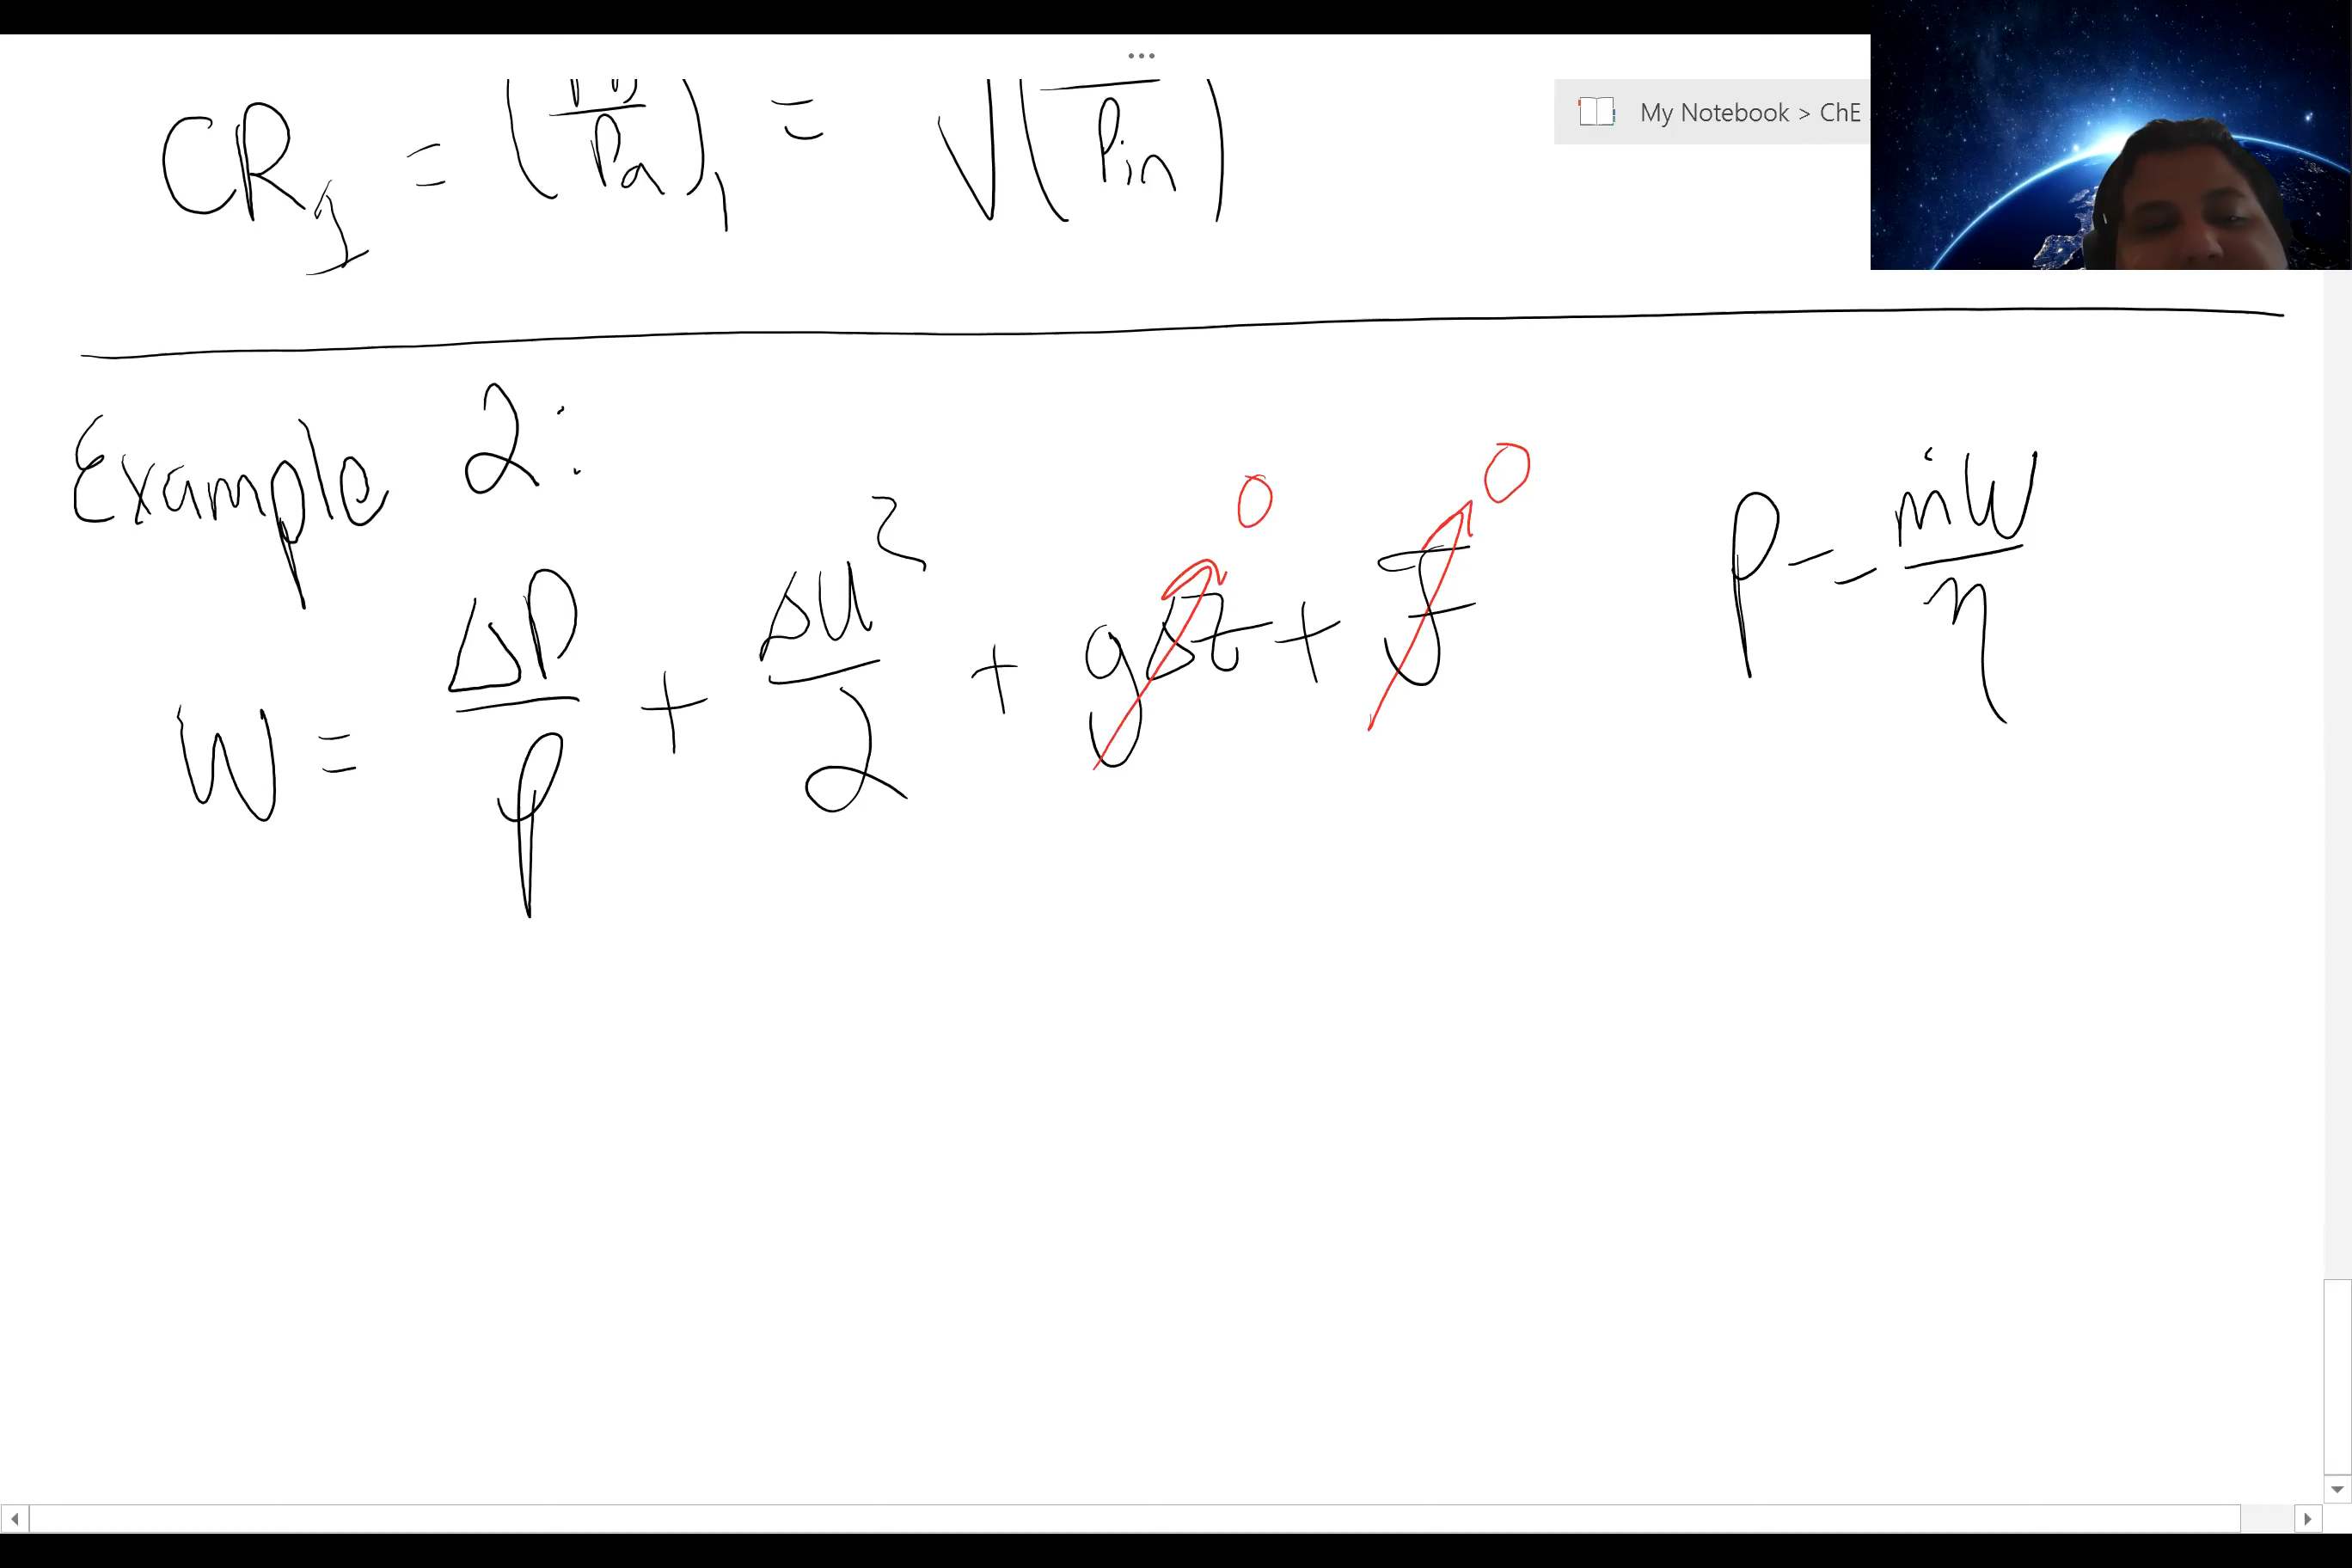 My Notebook > ChE
CR₁ = ( / Pa)₁ = √( / Pin)
Example 2:
W = ΔP/ρ + Δu²/2 + gΔz + F
0 0
P = ṁW/η